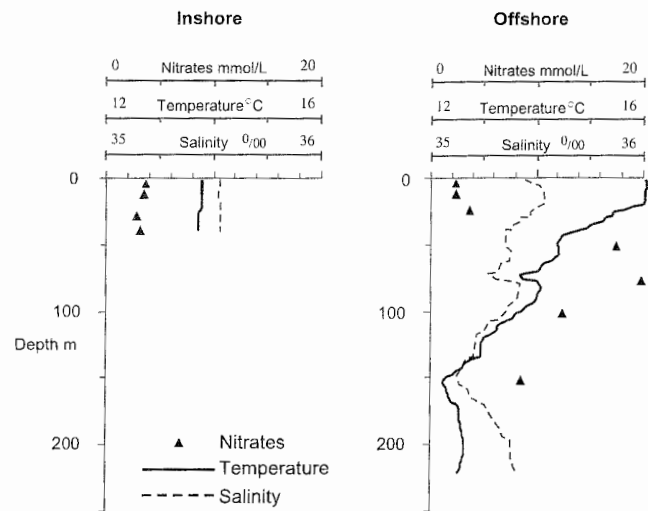 Inshore
Offshore
0 20
Nitrates mmol/L
12 Temperature°C 16
35 Salinity 0/00 36
0 20
Nitrates mmol/L
12 16
Temperature°C
35 Salinity 0/00 36
0
100
Depth m
200
▲ Nitrates
Temperature
Salinity
0
100
200